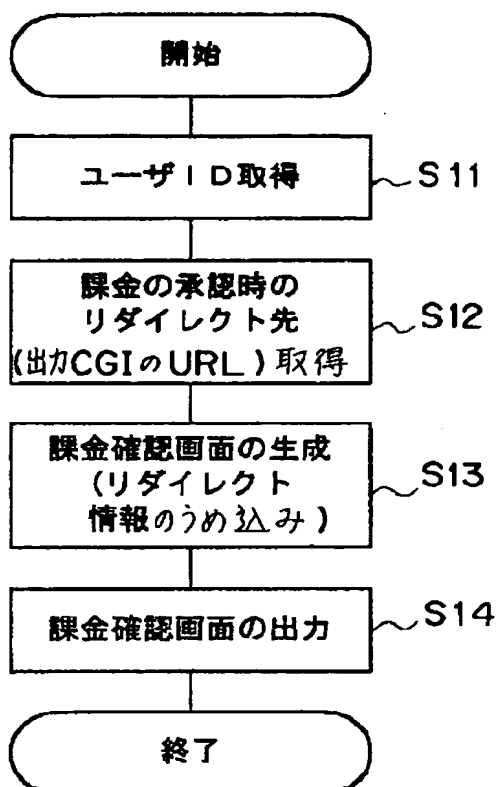 開始
ユーザID取得
S11
課金の承認時の
リダイレクト先
(出力CGIのURL)取得
S12
課金確認画面の生成
(リダイレクト
情報のうめ込み)
S13
課金確認画面の出力
S14
終了